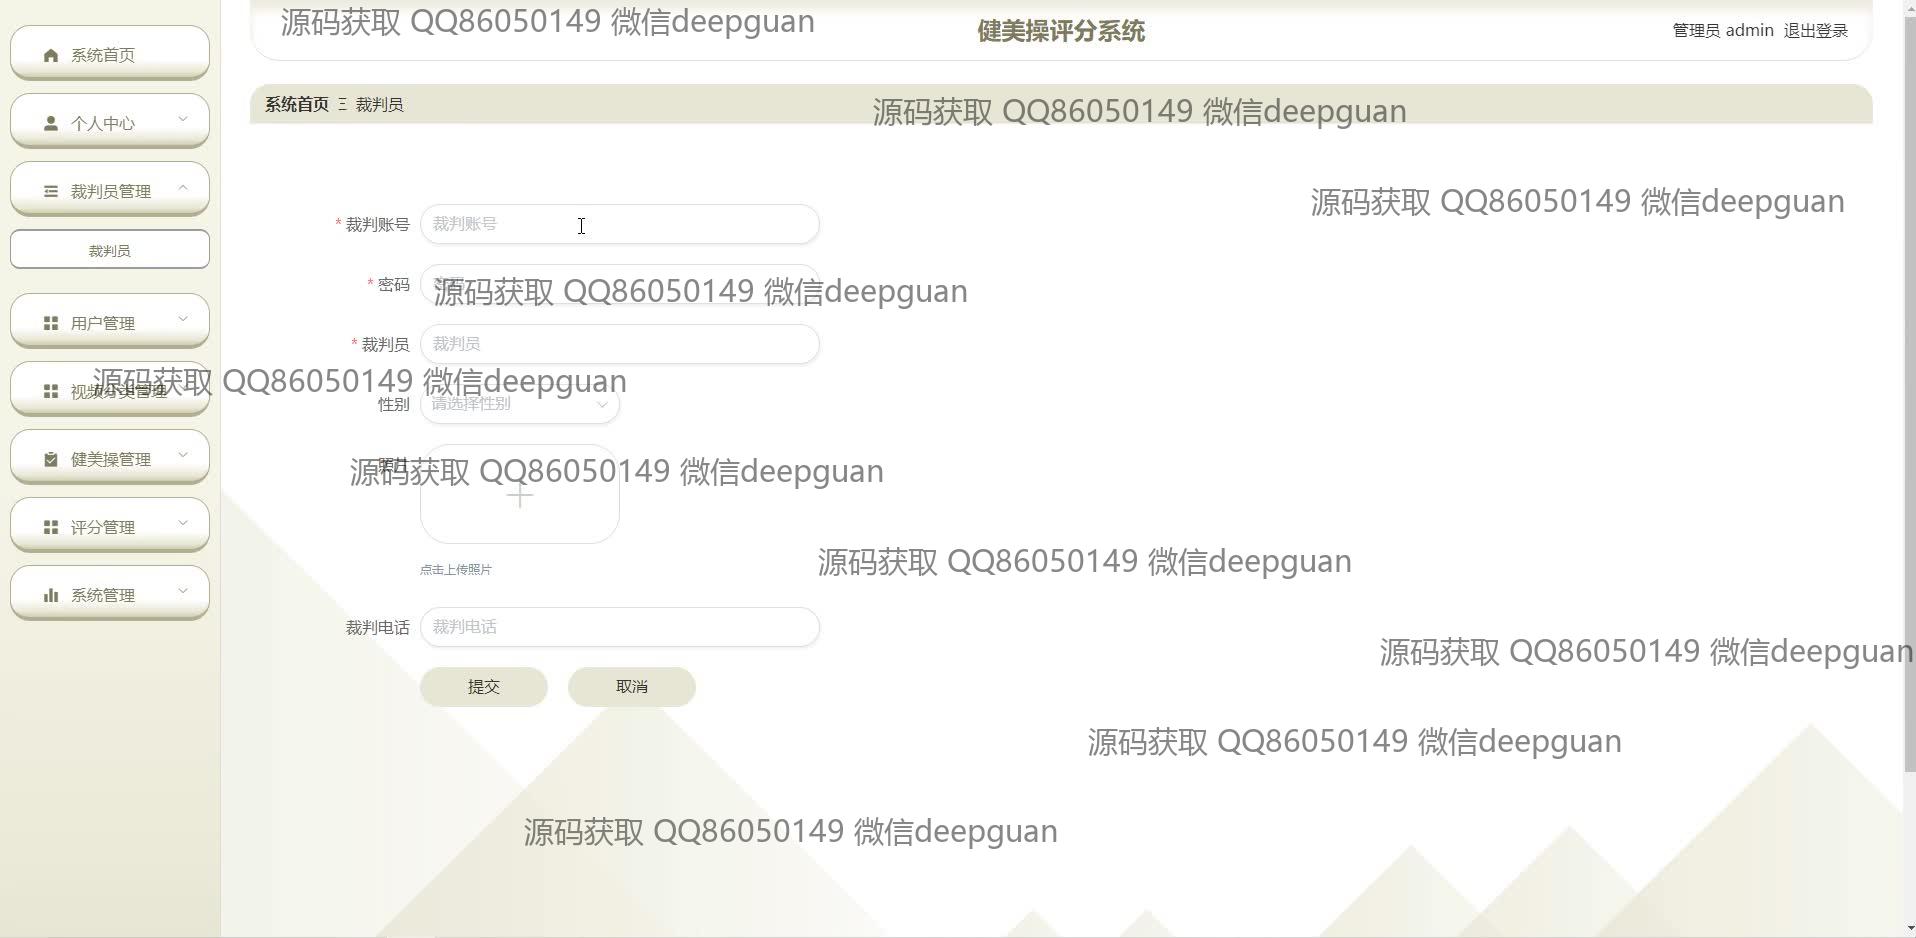 源码获取 QQ86050149 微信deepguan
健美操评分系统
管理员 admin 退出登录
系统首页
个人中心
裁判员管理
裁判员
用户管理
视频分类管理
健美操管理
评分管理
系统管理
系统首页 Ξ 裁判员
源码获取 QQ86050149 微信deepguan
源码获取 QQ86050149 微信deepguan
* 裁判账号 裁判账号
* 密码 密码
源码获取 QQ86050149 微信deepguan
* 裁判员 裁判员
源码获取 QQ86050149 微信deepguan
性别 请选择性别
照片
源码获取 QQ86050149 微信deepguan
点击上传照片
源码获取 QQ86050149 微信deepguan
裁判电话 裁判电话
源码获取 QQ86050149 微信deepguan
提交 取消
源码获取 QQ86050149 微信deepguan
源码获取 QQ86050149 微信deepguan